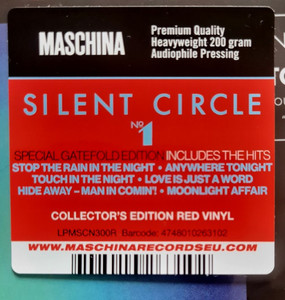 MASCHINA
Premium Quality
Heavyweight 200 gram
Audiophile Pressing
SILENT CIRCLE
Nº
1
SPECIAL GATEFOLD EDITION INCLUDES THE HITS
STOP THE RAIN IN THE NIGHT • ANYWHERE TONIGHT
TOUCH IN THE NIGHT • LOVE IS JUST A WORD
HIDE AWAY – MAN IN COMIN'! • MOONLIGHT AFFAIR
COLLECTOR'S EDITION RED VINYL
LPMSCN300R Barcode: 4748010263102
WWW.MASCHINARECORDSEU.COM